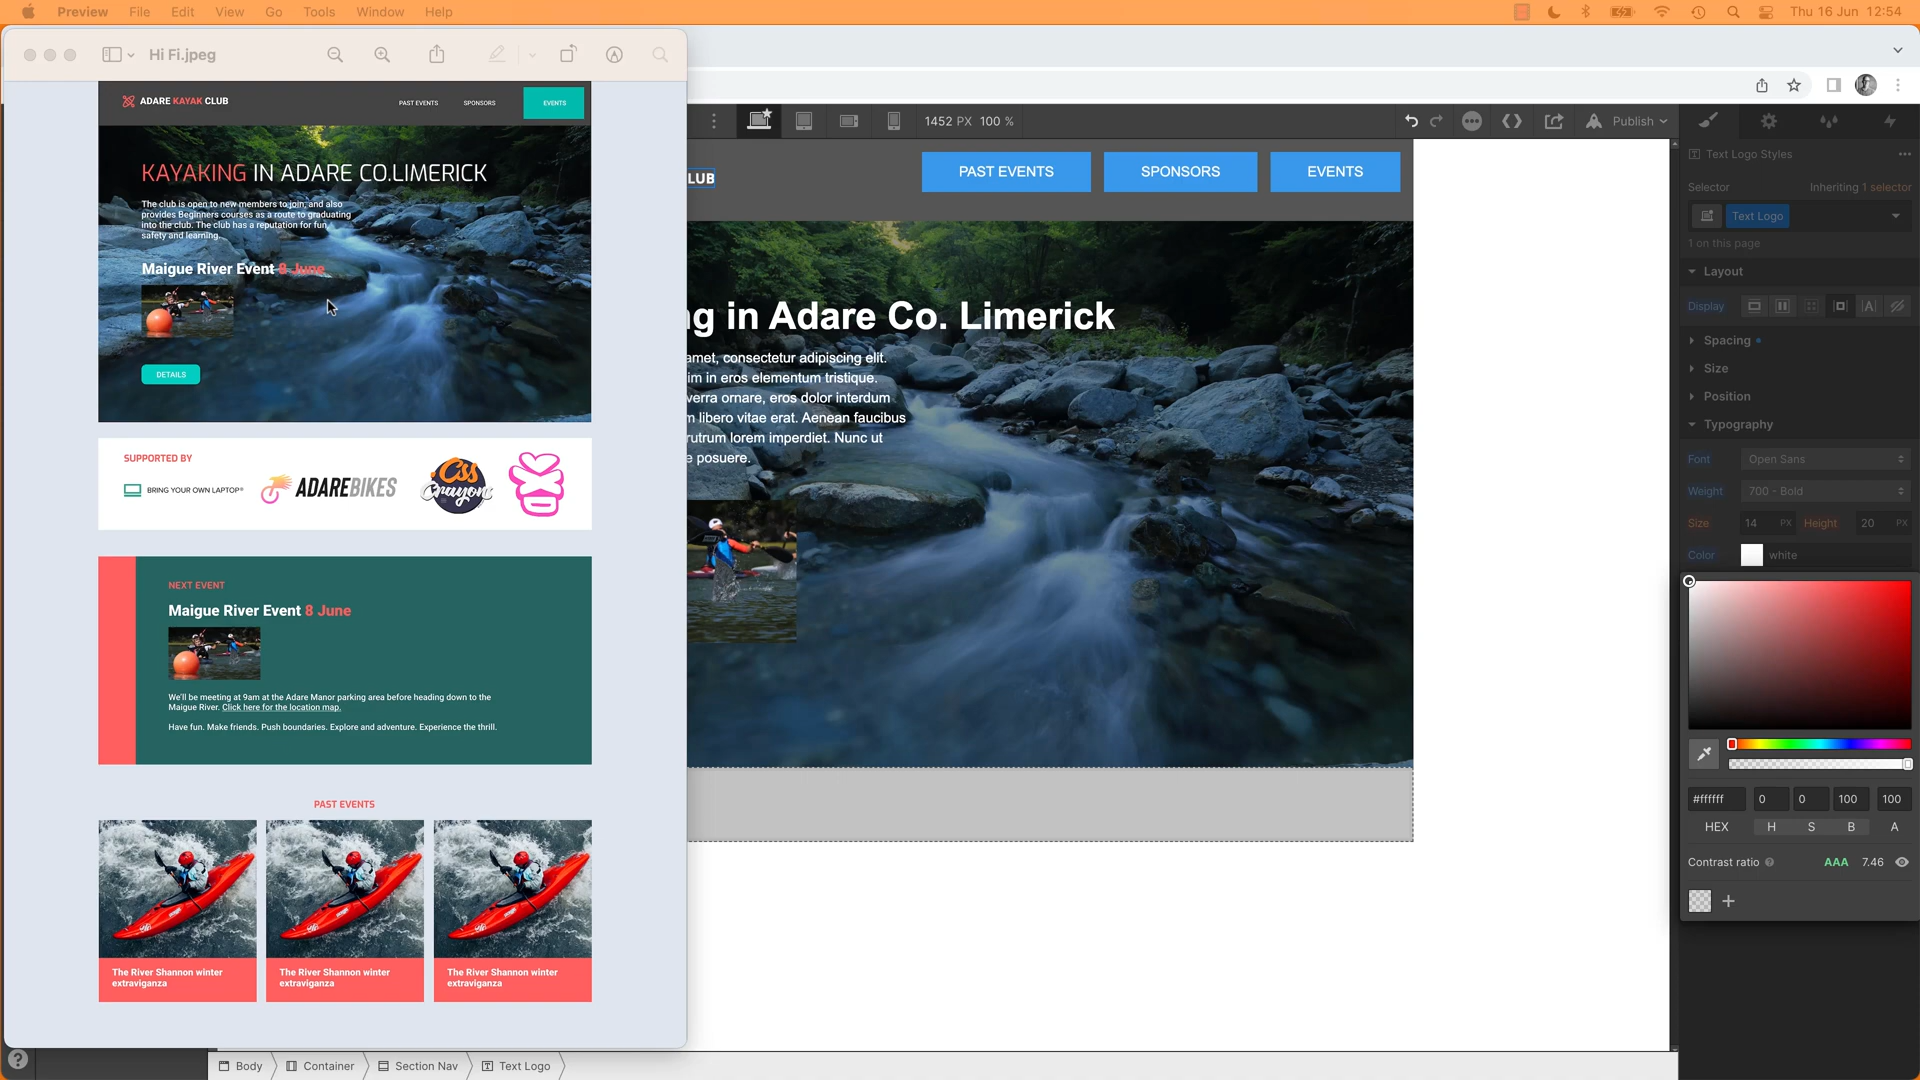 Preview File Edit View Go Tools Window Help Thu 16 Jun 12:54
Hi Fi.jpeg
ADARE KAYAK CLUB PAST EVENTS SPONSORS EVENTS
KAYAKING IN ADARE CO.LIMERICK
The club is open to new members to join, and also
provides Beginners courses as a route to graduating
into the club. The club has a reputation for fun,
safety and learning.
Maigue River Event 8 June
DETAILS
SUPPORTED BY
BRING YOUR OWN LAPTOP®
ADAREBIKES
Css
Crayons
NEXT EVENT
Maigue River Event 8 June
We'll be meeting at 9am at the Adare Manor parking area before heading down to the
Maigue River. Click here for the location map.
Have fun. Make friends. Push boundaries. Explore and adventure. Experience the thrill.
PAST EVENTS
The River Shannon winter
extraviganza
The River Shannon winter
extraviganza
The River Shannon winter
extraviganza
1452 PX 100 %
Publish
LUB
PAST EVENTS SPONSORS EVENTS
g in Adare Co. Limerick
amet, consectetur adipiscing elit.
im in eros elementum tristique.
verra ornare, eros dolor interdum
m libero vitae erat. Aenean faucibus
rutrum lorem imperdiet. Nunc ut
e posuere.
Text Logo Styles
Selector Inheriting 1 selector
Text Logo
1 on this page
Layout
Display
Spacing
Size
Position
Typography
Font Open Sans
Weight 700 - Bold
Size 14 PX Height 20 PX
Color white
#ffffff 0 0 100 100
HEX H S B A
Contrast ratio AAA 7.46
Body Container Section Nav Text Logo